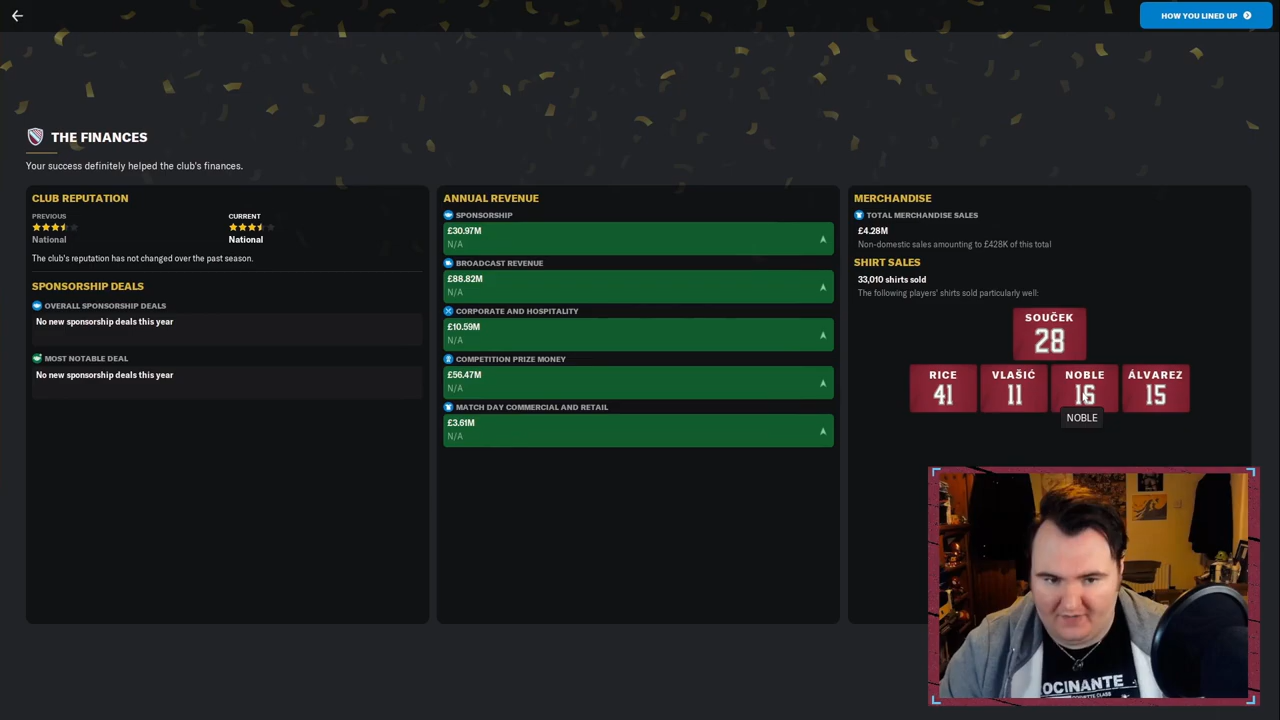 HOW YOU LINED UP
THE FINANCES
Your success definitely helped the club's finances.
CLUB REPUTATION
PREVIOUS
CURRENT
National
National
The club's reputation has not changed over the past season.
SPONSORSHIP DEALS
OVERALL SPONSORSHIP DEALS
No new sponsorship deals this year
MOST NOTABLE DEAL
No new sponsorship deals this year
ANNUAL REVENUE
SPONSORSHIP
£30.97M
N/A
BROADCAST REVENUE
£88.82M
N/A
CORPORATE AND HOSPITALITY
£10.59M
N/A
COMPETITION PRIZE MONEY
£56.47M
N/A
MATCH DAY COMMERCIAL AND RETAIL
£3.61M
N/A
MERCHANDISE
TOTAL MERCHANDISE SALES
£4.28M
Non-domestic sales amounting to £428K of this total
SHIRT SALES
33,010 shirts sold
The following players' shirts sold particularly well:
SOUČEK
28
RICE
41
VLAŠIĆ
11
NOBLE
16
ÁLVAREZ
15
NOBLE
OCINANTE